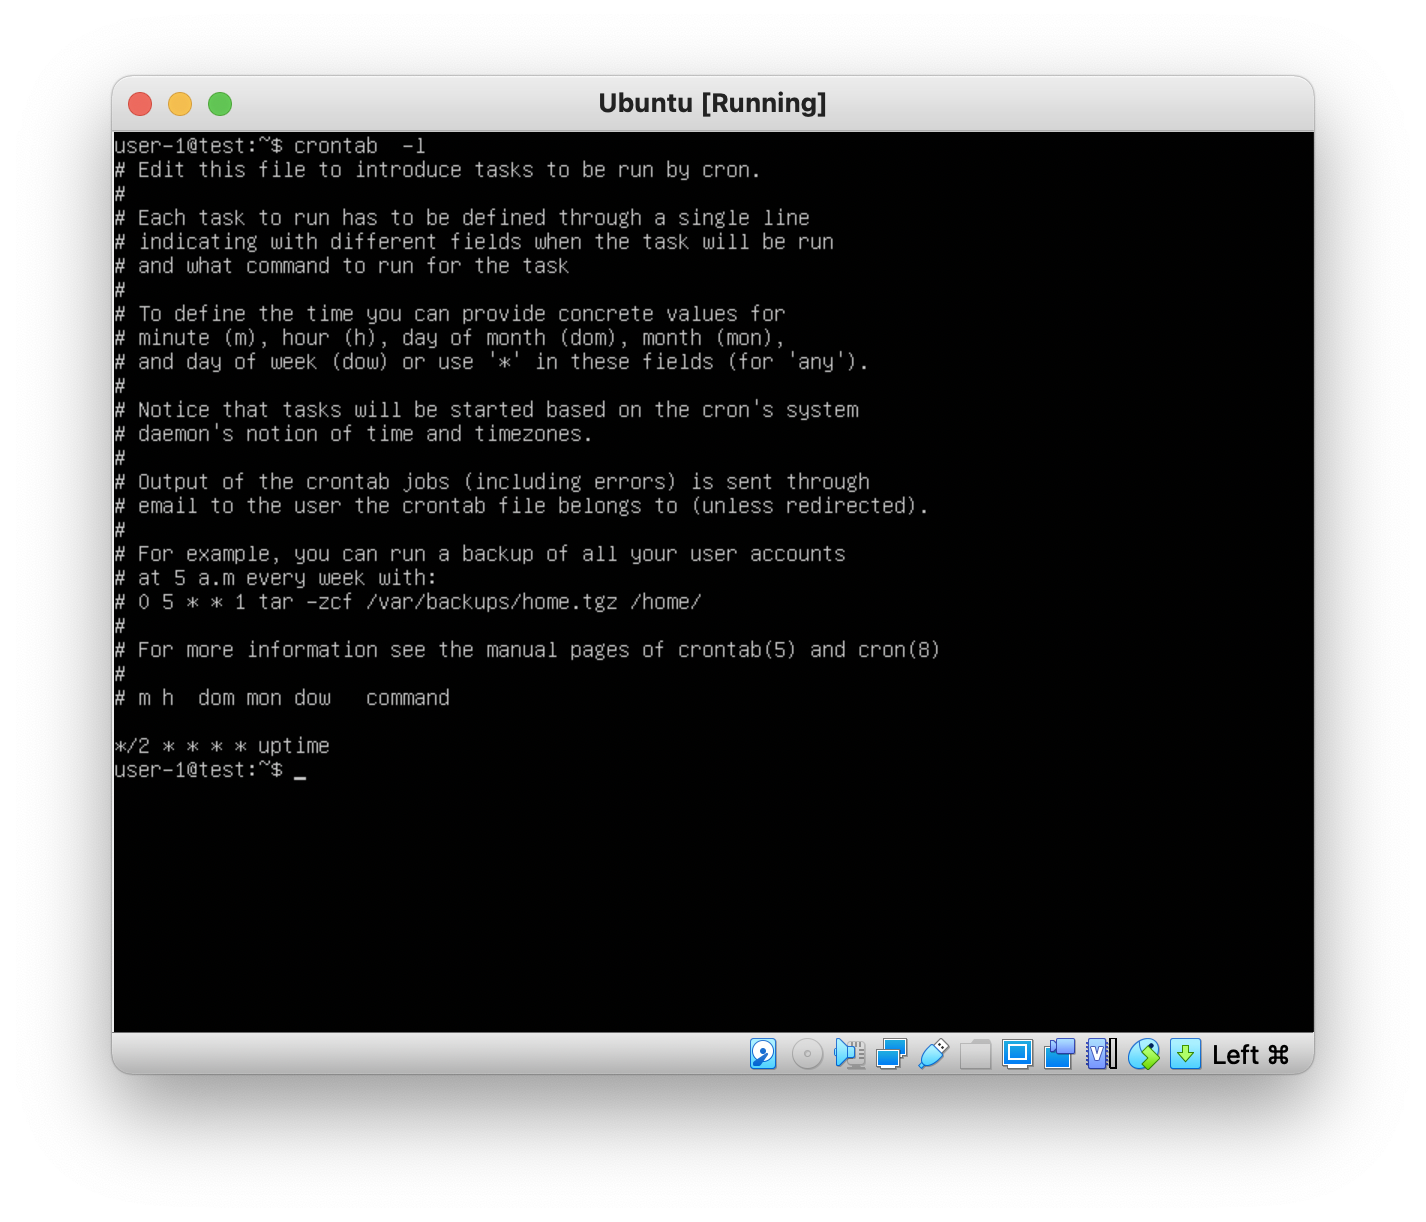 Ubuntu [Running]
user-1@test:~$ crontab  -l
# Edit this file to introduce tasks to be run by cron.
#
# Each task to run has to be defined through a single line
# indicating with different fields when the task will be run
# and what command to run for the task
#
# To define the time you can provide concrete values for
# minute (m), hour (h), day of month (dom), month (mon),
# and day of week (dow) or use '*' in these fields (for 'any').
#
# Notice that tasks will be started based on the cron's system
# daemon's notion of time and timezones.
#
# Output of the crontab jobs (including errors) is sent through
# email to the user the crontab file belongs to (unless redirected).
#
# For example, you can run a backup of all your user accounts
# at 5 a.m every week with:
# 0 5 * * 1 tar -zcf /var/backups/home.tgz /home/
#
# For more information see the manual pages of crontab(5) and cron(8)
#
# m h  dom mon dow   command

*/2 * * * * uptime
user-1@test:~$ _
Left ⌘